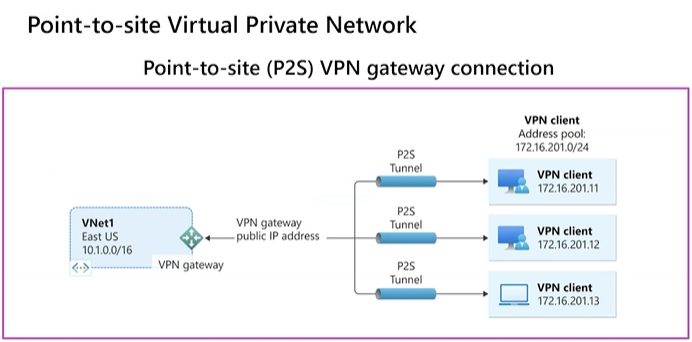 Point-to-site Virtual Private Network
Point-to-site (P2S) VPN gateway connection
VPN client
Address pool:
172.16.201.0/24
P2S
Tunnel
VPN client
172.16.201.11
VNet1
East US
10.1.0.0/16
VPN gateway
VPN gateway
public IP address
P2S
Tunnel
VPN client
172.16.201.12
P2S
Tunnel
VPN client
172.16.201.13